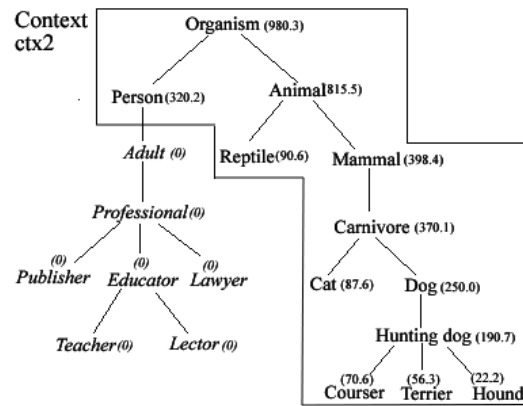 Context
ctx2
Organism (980.3)
Person (320.2)
Animal (815.5)
Adult (0)
Reptile (90.6)
Mammal (398.4)
Professional (0)
Carnivore (370.1)
(0) (0) (0)
Publisher Educator Lawyer
Cat (87.6)
Dog (250.0)
Teacher (0)
Lector (0)
Hunting dog (190.7)
(70.6) (56.3) (22.2)
Courser Terrier Hound